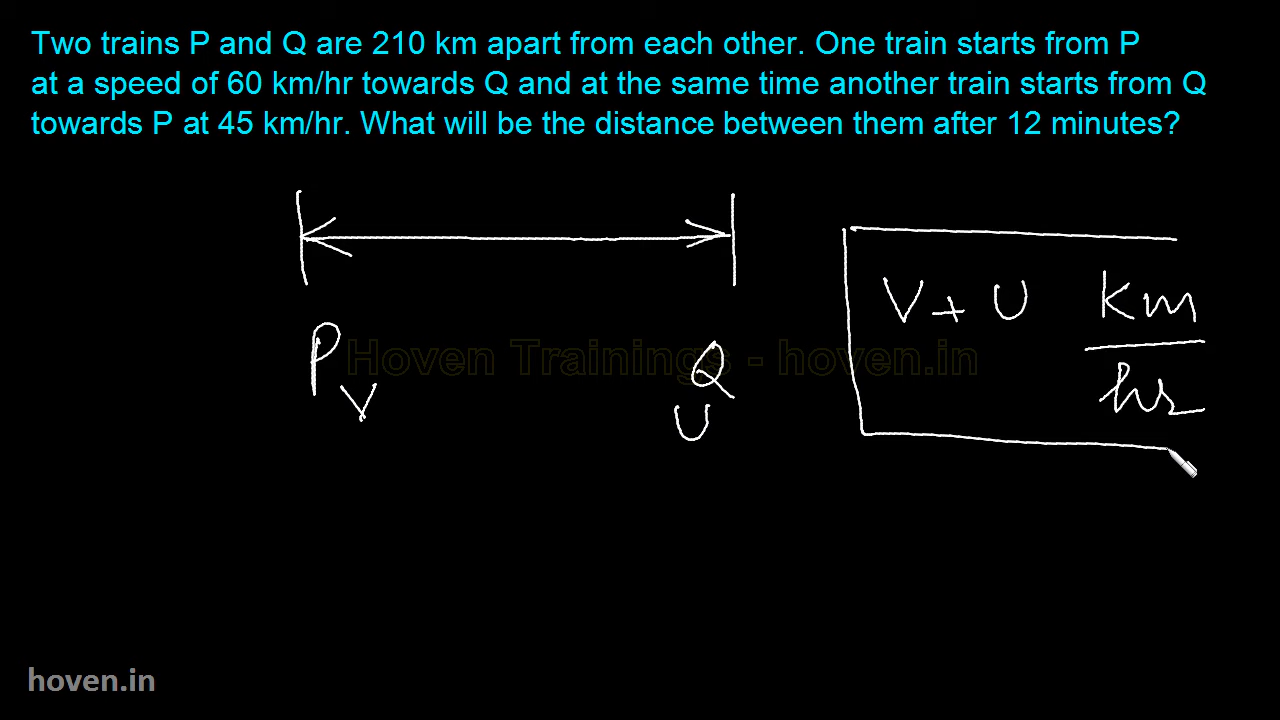 Two trains P and Q are 210 km apart from each other. One train starts from P
at a speed of 60 km/hr towards Q and at the same time another train starts from Q
towards P at 45 km/hr. What will be the distance between them after 12 minutes?
V + U km
hr
P Q
V U
Hoven Trainings - hoven.in
hoven.in